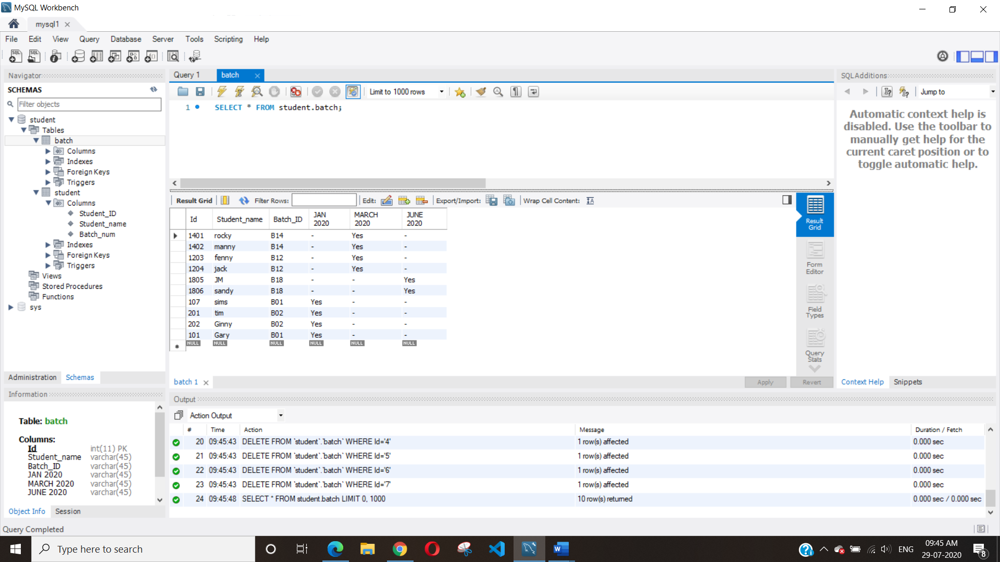 MySQL Workbench
mysql1
File Edit View Query Database Server Tools Scripting Help
Navigator
SCHEMAS
Filter objects
student
Tables
batch
Columns
Indexes
Foreign Keys
Triggers
student
Columns
Student_ID
Student_name
Batch_num
Indexes
Foreign Keys
Triggers
Views
Stored Procedures
Functions
sys
Administration Schemas
Information
Table: batch
Columns:
Id int(11) PK
Student_name varchar(45)
Batch_ID varchar(45)
JAN 2020 varchar(45)
MARCH 2020 varchar(45)
JUNE 2020 varchar(45)
Object Info Session
Query 1 batch
Limit to 1000 rows
1 SELECT * FROM student.batch;
Result Grid Filter Rows: Edit: Export/Import: Wrap Cell Content:
Id Student_name Batch_ID JAN 2020 MARCH 2020 JUNE 2020
1401 rocky B14 - Yes -
1402 manny B14 - Yes -
1203 fenny B12 - Yes -
1204 jack B12 - Yes -
1805 JM B18 - - Yes
1806 sandy B18 - - Yes
107 sims B01 Yes - -
201 tim B02 Yes - -
202 Ginny B02 Yes - -
101 Gary B01 Yes - -
NULL NULL NULL NULL NULL NULL
Result Grid
Form Editor
Field Types
Query Stats
batch 1 Apply Revert
SQLAdditions
Jump to
Automatic context help is
disabled. Use the toolbar to
manually get help for the
current caret position or to
toggle automatic help.
Context Help Snippets
Output
Action Output
# Time Action Message Duration / Fetch
20 09:45:43 DELETE FROM `student`.`batch` WHERE Id='4' 1 row(s) affected 0.000 sec
21 09:45:43 DELETE FROM `student`.`batch` WHERE Id='5' 1 row(s) affected 0.000 sec
22 09:45:43 DELETE FROM `student`.`batch` WHERE Id='6' 1 row(s) affected 0.000 sec
23 09:45:43 DELETE FROM `student`.`batch` WHERE Id='7' 1 row(s) affected 0.000 sec
24 09:45:48 SELECT * FROM student.batch LIMIT 0, 1000 10 row(s) returned 0.000 sec / 0.000 sec
Query Completed
Type here to search
ENG
09:45 AM
29-07-2020
8